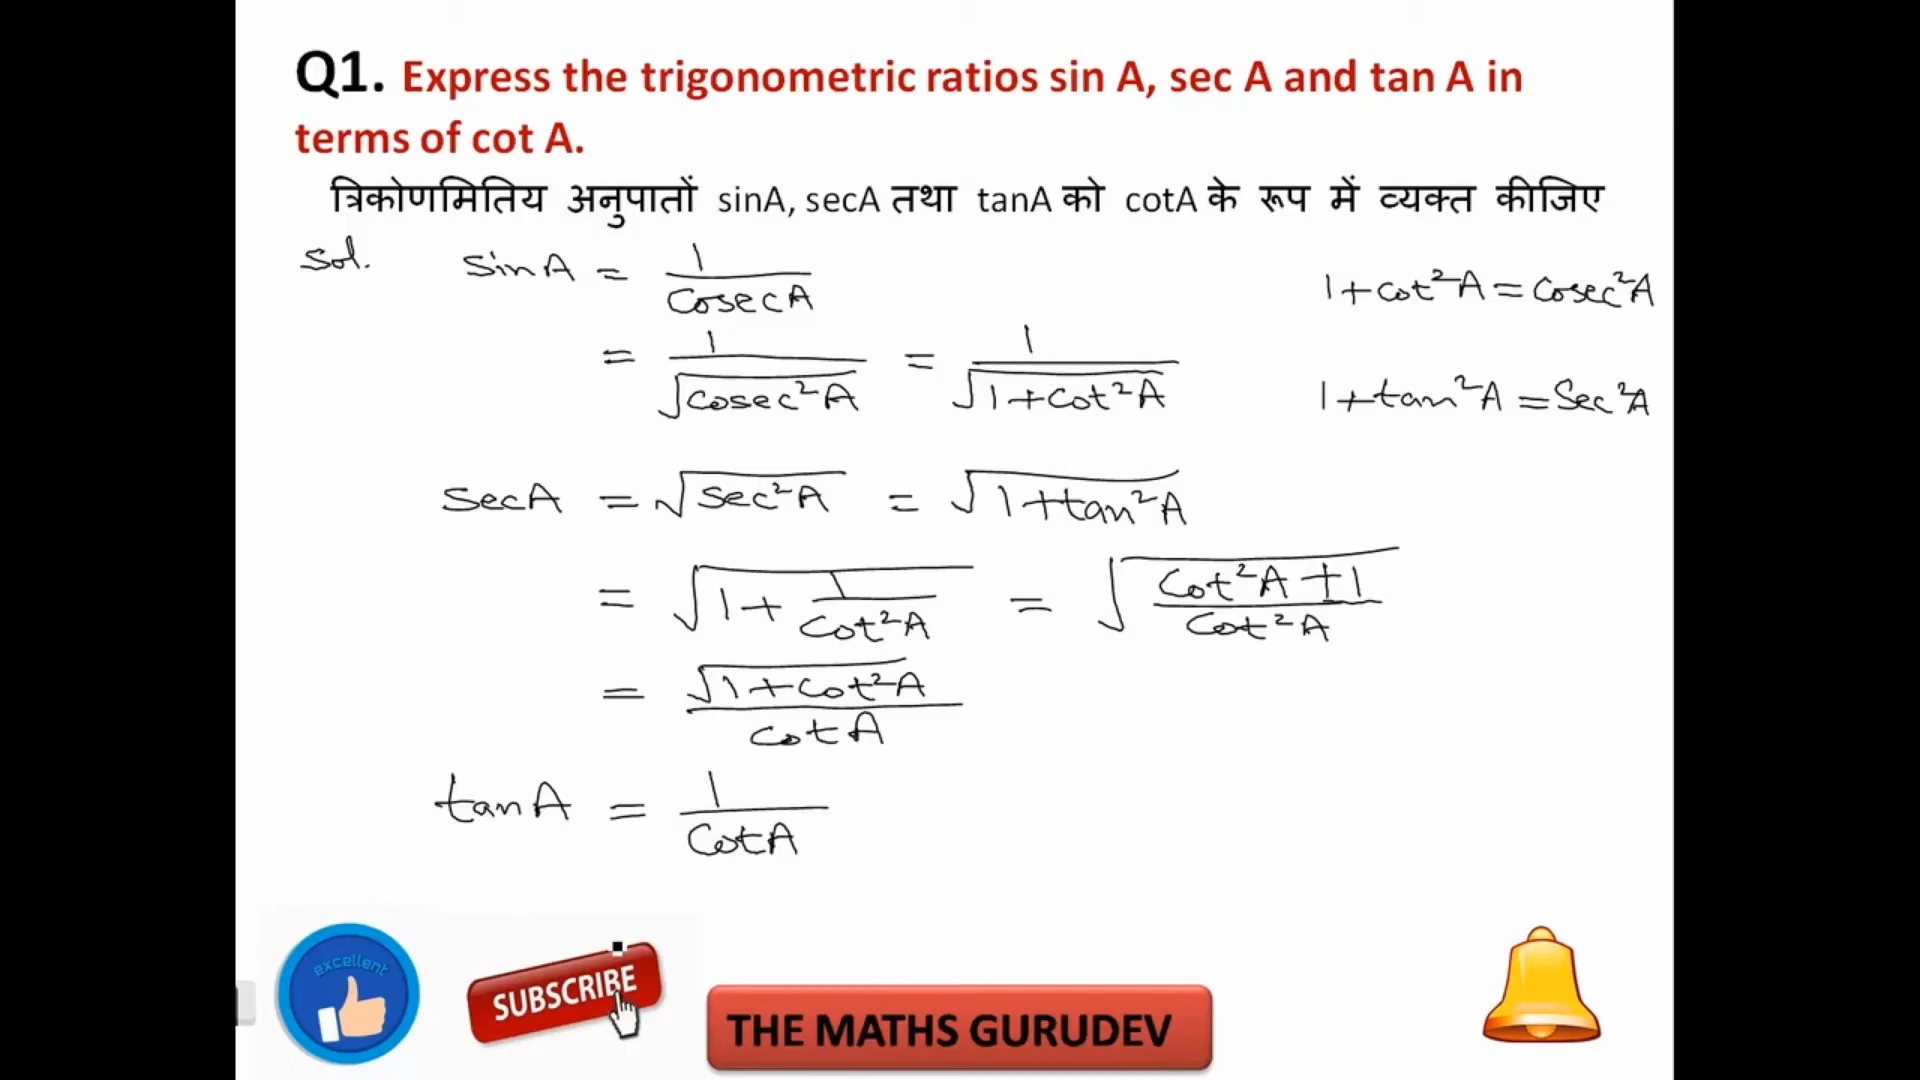 Q1. Express the trigonometric ratios sin A, sec A and tan A in
terms of cot A.
त्रिकोणमितिय अनुपातों sinA, secA तथा tanA को cotA के रूप में व्यक्त कीजिए
Sol. sinA = 1/cosecA
1+cot²A = cosec²A
= 1/√cosec²A = 1/√1+cot²A
1+tan²A = Sec²A
secA = √sec²A = √1+tan²A
= √1+1/cot²A = √cot²A+1/cot²A
= √1+cot²A/cotA
tanA = 1/cotA
excellent
SUBSCRIBE
THE MATHS GURUDEV